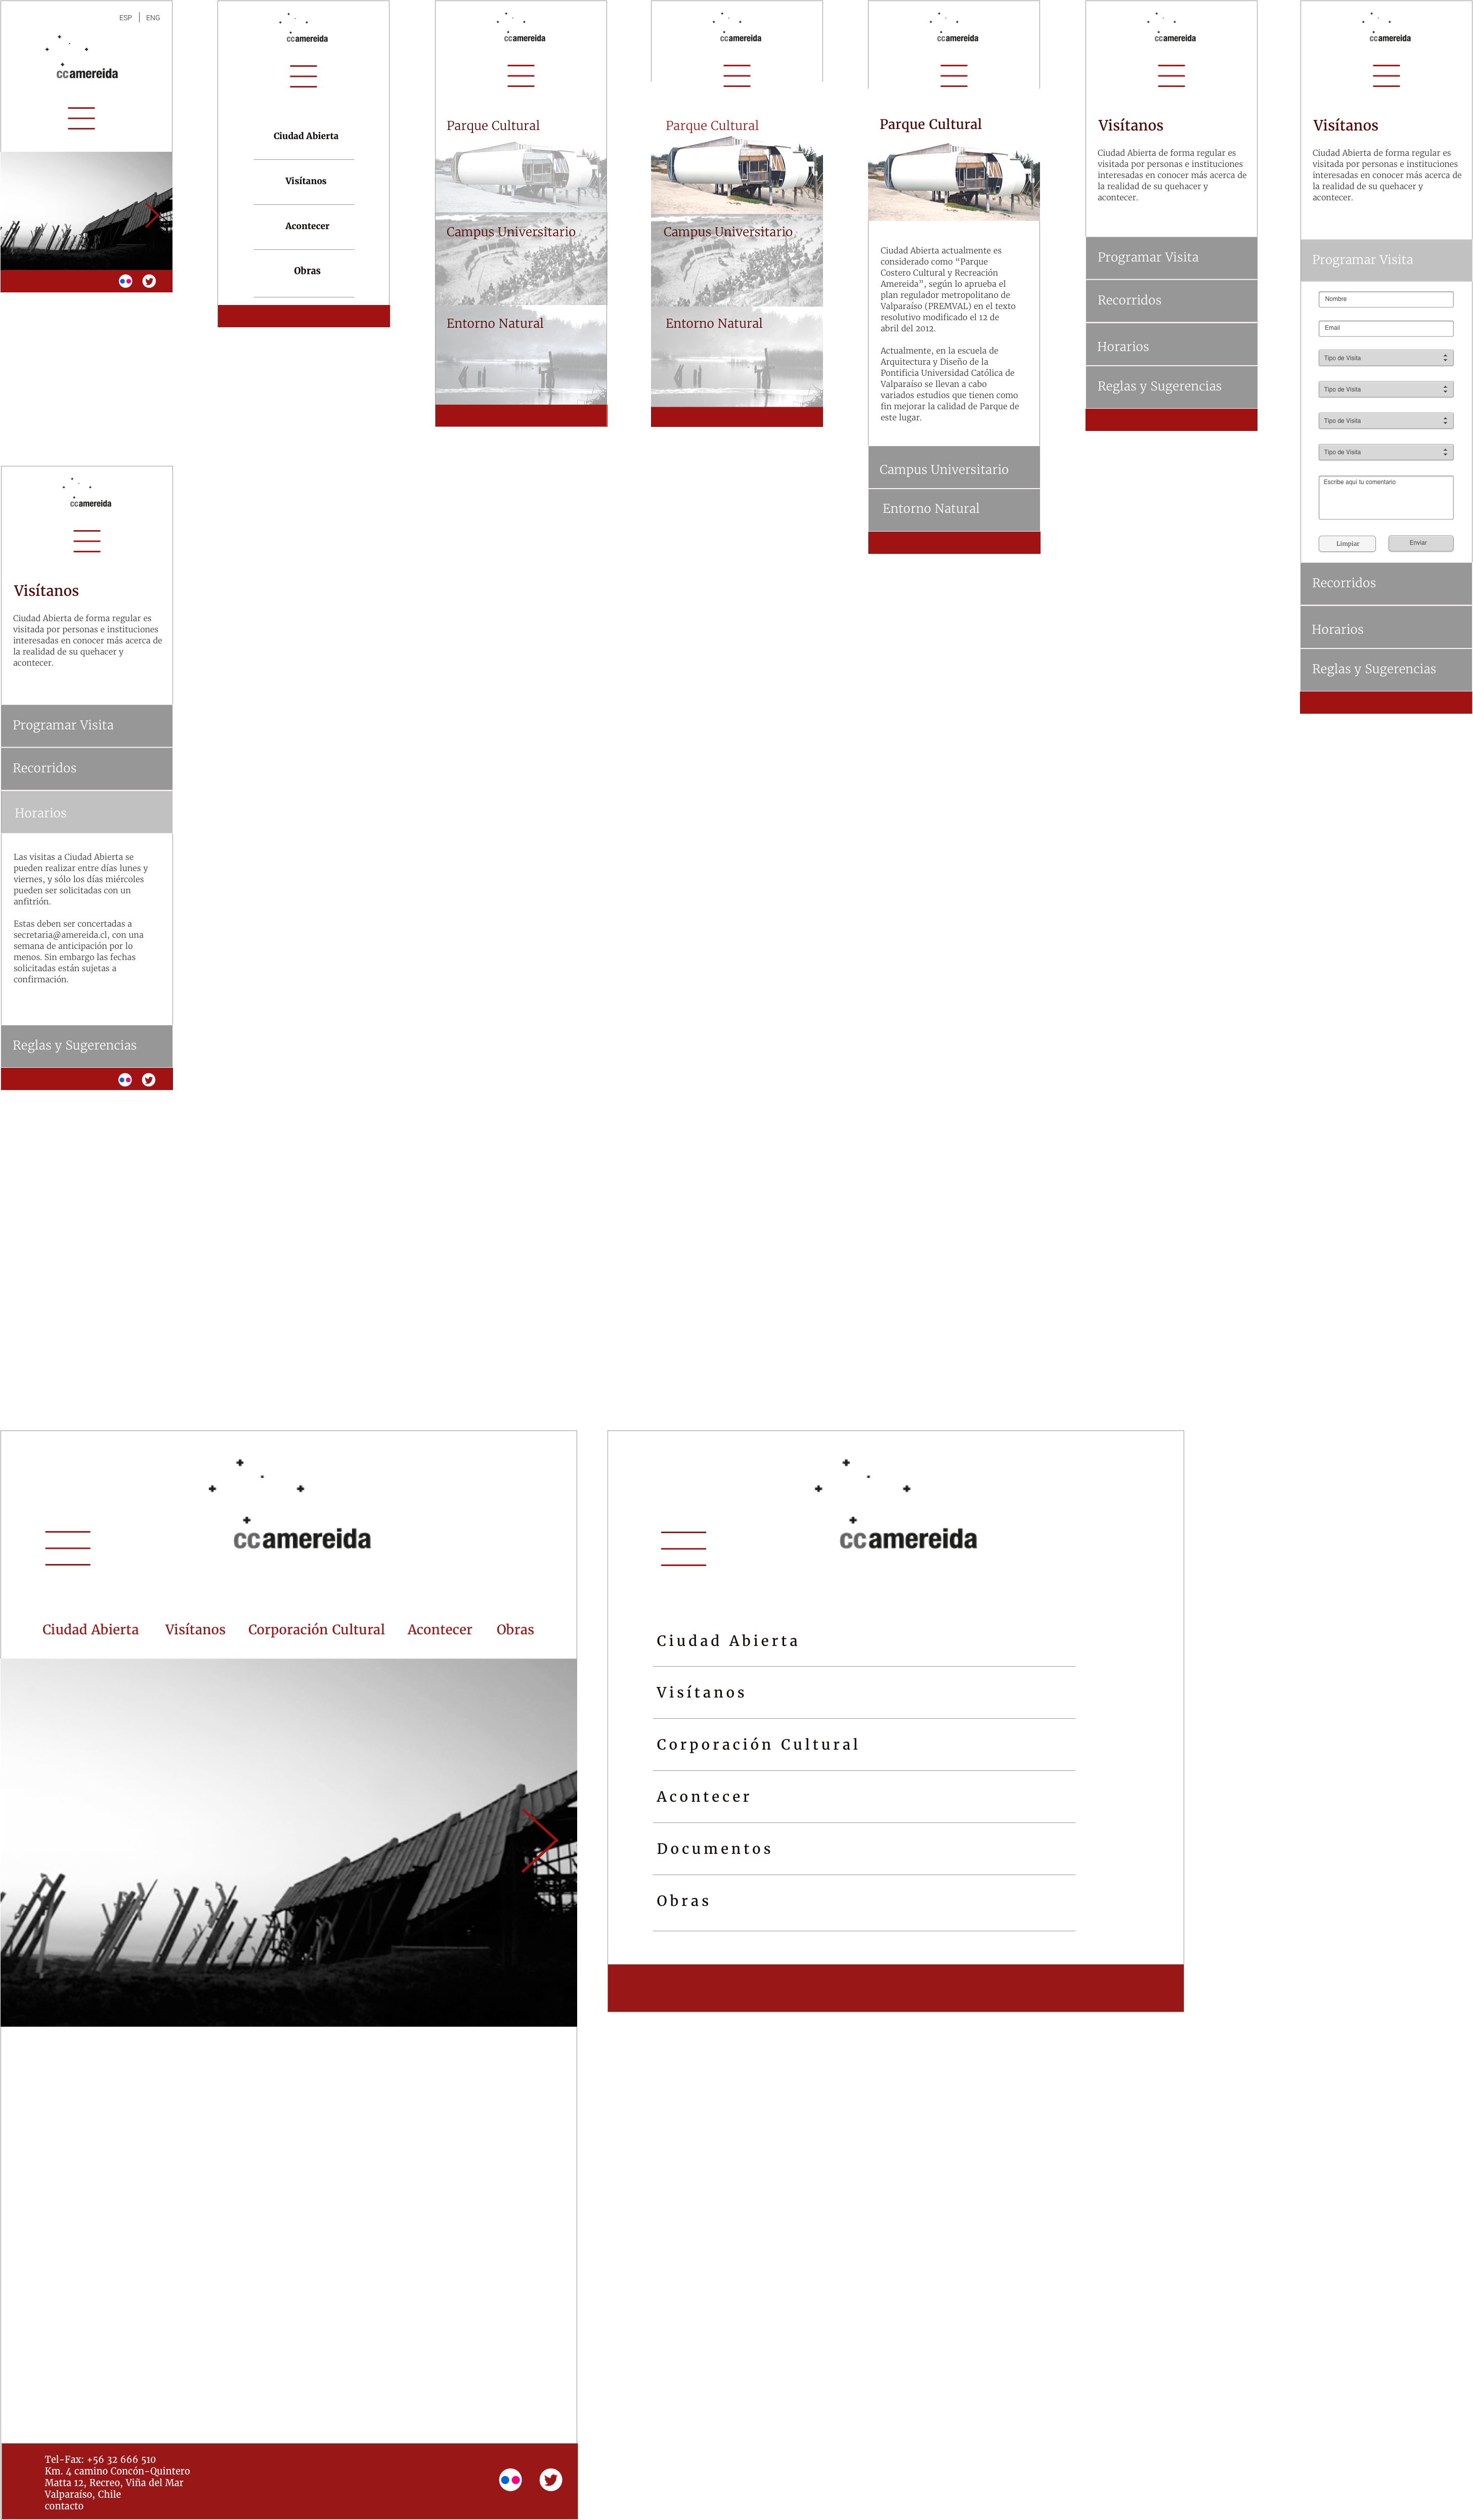 ESP | ENG
ccamereida
ccamereida
Ciudad Abierta
Visítanos
Acontecer
Obras
ccamereida
Parque Cultural
Campus Universitario
Entorno Natural
ccamereida
Parque Cultural
Campus Universitario
Entorno Natural
ccamereida
Parque Cultural
Ciudad Abierta actualmente es
considerado como “Parque
Costero Cultural y Recreación
Amereida”, según lo aprueba el
plan regulador metropolitano de
Valparaíso (PREMVAL) en el texto
resolutivo modificado el 12 de
abril del 2012.
Actualmente, en la escuela de
Arquitectura y Diseño de la
Pontificia Universidad Católica de
Valparaíso se llevan a cabo
variados estudios que tienen como
fin mejorar la calidad de Parque de
este lugar.
Campus Universitario
Entorno Natural
ccamereida
Visítanos
Ciudad Abierta de forma regular es
visitada por personas e instituciones
interesadas en conocer más acerca de
la realidad de su quehacer y
acontecer.
Programar Visita
Recorridos
Horarios
Reglas y Sugerencias
ccamereida
Visítanos
Ciudad Abierta de forma regular es
visitada por personas e instituciones
interesadas en conocer más acerca de
la realidad de su quehacer y
acontecer.
Programar Visita
Nombre
Email
Tipo de Visita
Tipo de Visita
Tipo de Visita
Tipo de Visita
Escribe aqui tu comentario
Limpiar
Enviar
Recorridos
Horarios
Reglas y Sugerencias
ccamereida
Visítanos
Ciudad Abierta de forma regular es
visitada por personas e instituciones
interesadas en conocer más acerca de
la realidad de su quehacer y
acontecer.
Programar Visita
Recorridos
Horarios
Las visitas a Ciudad Abierta se
pueden realizar entre días lunes y
viernes, y sólo los días miércoles
pueden ser solicitadas con un
anfitrión.
Estas deben ser concertadas a
secretaria@amereida.cl, con una
semana de anticipación por lo
menos. Sin embargo las fechas
solicitadas están sujetas a
confirmación.
Reglas y Sugerencias
ccamereida
Ciudad Abierta Visítanos Corporación Cultural Acontecer Obras
Tel-Fax: +56 32 666 510
Km. 4 camino Concón-Quintero
Matta 12, Recreo, Viña del Mar
Valparaíso, Chile
contacto
ccamereida
Ciudad Abierta
Visítanos
Corporación Cultural
Acontecer
Documentos
Obras